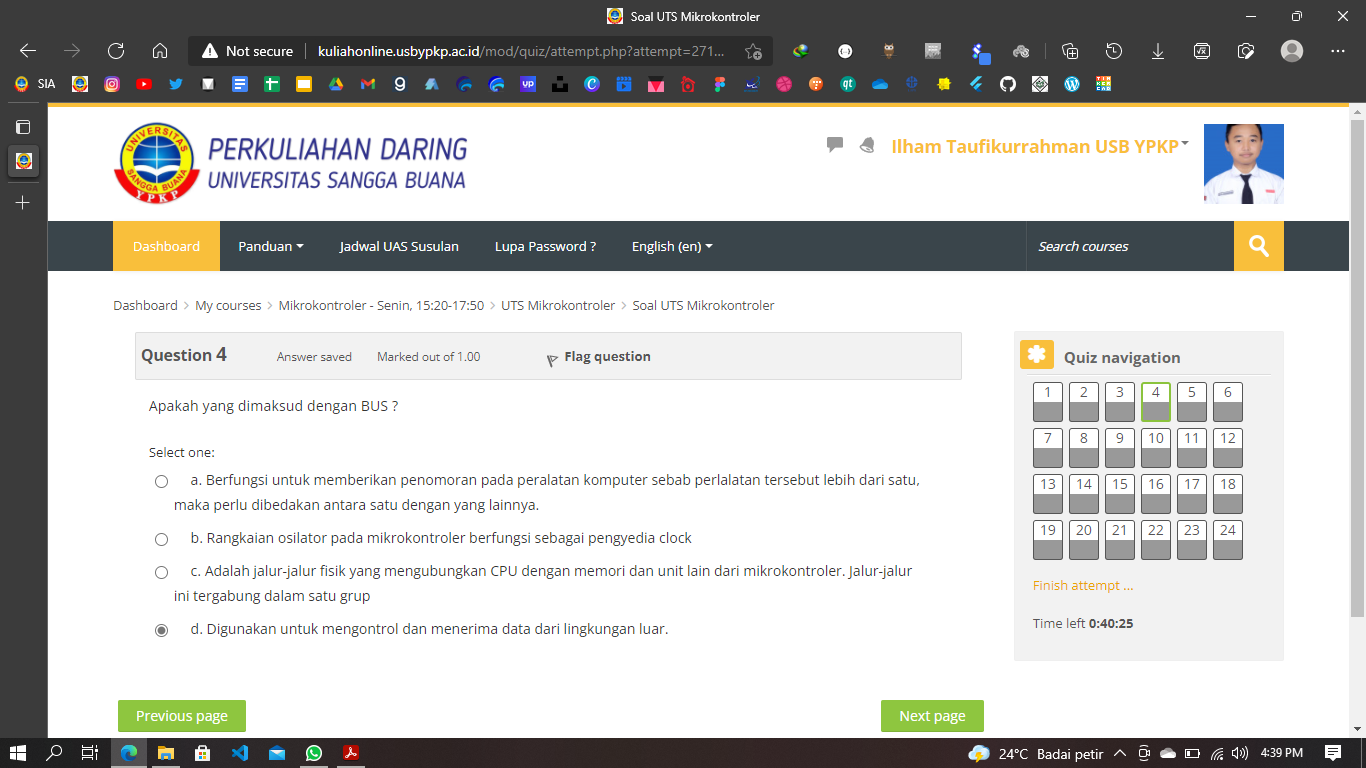 Soal UTS Mikrokontroler
Not secure kuliahonline.usbypkp.ac.id/mod/quiz/attempt.php?attempt=271...
SIA
UNIVERSITAS SANGGA BUANA YPKP
PERKULIAHAN DARING
UNIVERSITAS SANGGA BUANA
Ilham Taufikurrahman USB YPKP
Dashboard Panduan Jadwal UAS Susulan Lupa Password ? English (en) Search courses
Dashboard > My courses > Mikrokontroler - Senin, 15:20-17:50 > UTS Mikrokontroler > Soal UTS Mikrokontroler
Question 4 Answer saved Marked out of 1.00 Flag question
Apakah yang dimaksud dengan BUS ?
Select one:
a. Berfungsi untuk memberikan penomoran pada peralatan komputer sebab perlalatan tersebut lebih dari satu,
maka perlu dibedakan antara satu dengan yang lainnya.
b. Rangkaian osilator pada mikrokontroler berfungsi sebagai pengyedia clock
c. Adalah jalur-jalur fisik yang mengubungkan CPU dengan memori dan unit lain dari mikrokontroler. Jalur-jalur
ini tergabung dalam satu grup
d. Digunakan untuk mengontrol dan menerima data dari lingkungan luar.
Previous page Next page
Quiz navigation
1 2 3 4 5 6
7 8 9 10 11 12
13 14 15 16 17 18
19 20 21 22 23 24
Finish attempt ...
Time left 0:40:25
24°C Badai petir 4:39 PM